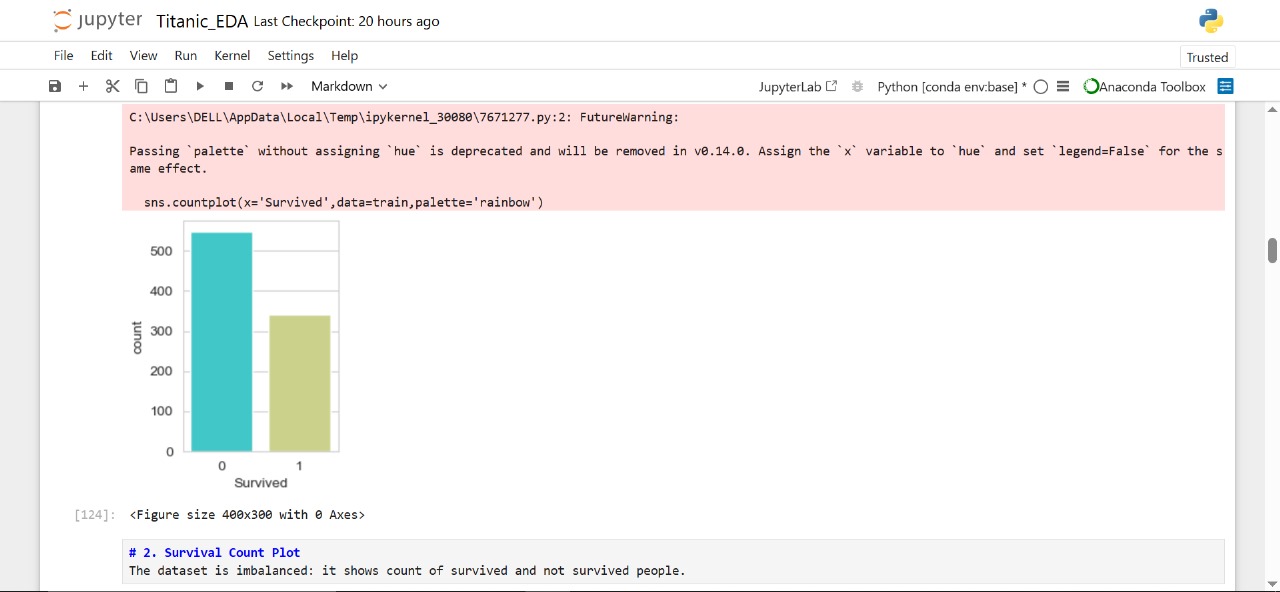 jupyter Titanic_EDA Last Checkpoint: 20 hours ago
File Edit View Run Kernel Settings Help
Trusted
Markdown JupyterLab Python [conda env:base] * Anaconda Toolbox
C:\Users\DELL\AppData\Local\Temp\ipykernel_30080\7671277.py:2: FutureWarning:
Passing `palette` without assigning `hue` is deprecated and will be removed in v0.14.0. Assign the `x` variable to `hue` and set `legend=False` for the s
ame effect.
sns.countplot(x='Survived',data=train,palette='rainbow')
500
400
300
200
100
0
count
0 1
Survived
[124]: <Figure size 400x300 with 0 Axes>
# 2. Survival Count Plot
The dataset is imbalanced: it shows count of survived and not survived people.